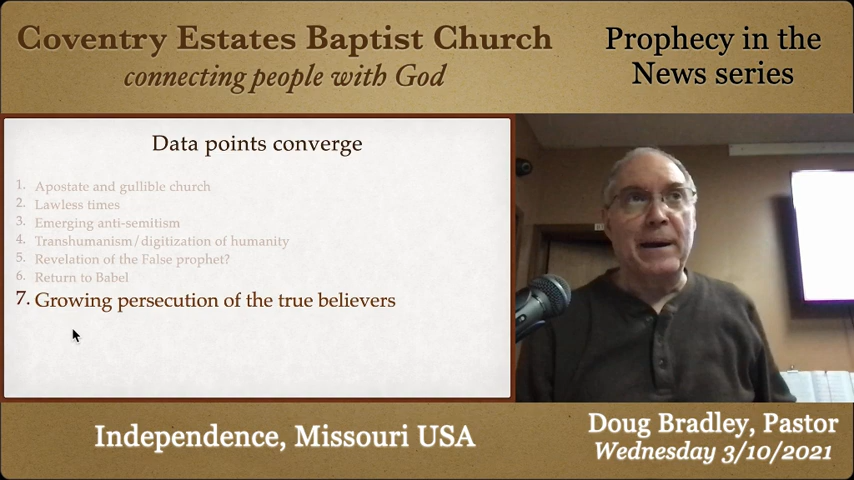 Coventry Estates Baptist Church
connecting people with God
Prophecy in the
News series
Data points converge
1. Apostate and gullible church
2. Lawless times
3. Emerging anti-semitism
4. Transhumanism/digitization of humanity
5. Revelation of the False prophet?
6. Return to Babel
7. Growing persecution of the true believers
Independence, Missouri USA
Doug Bradley, Pastor
Wednesday 3/10/2021